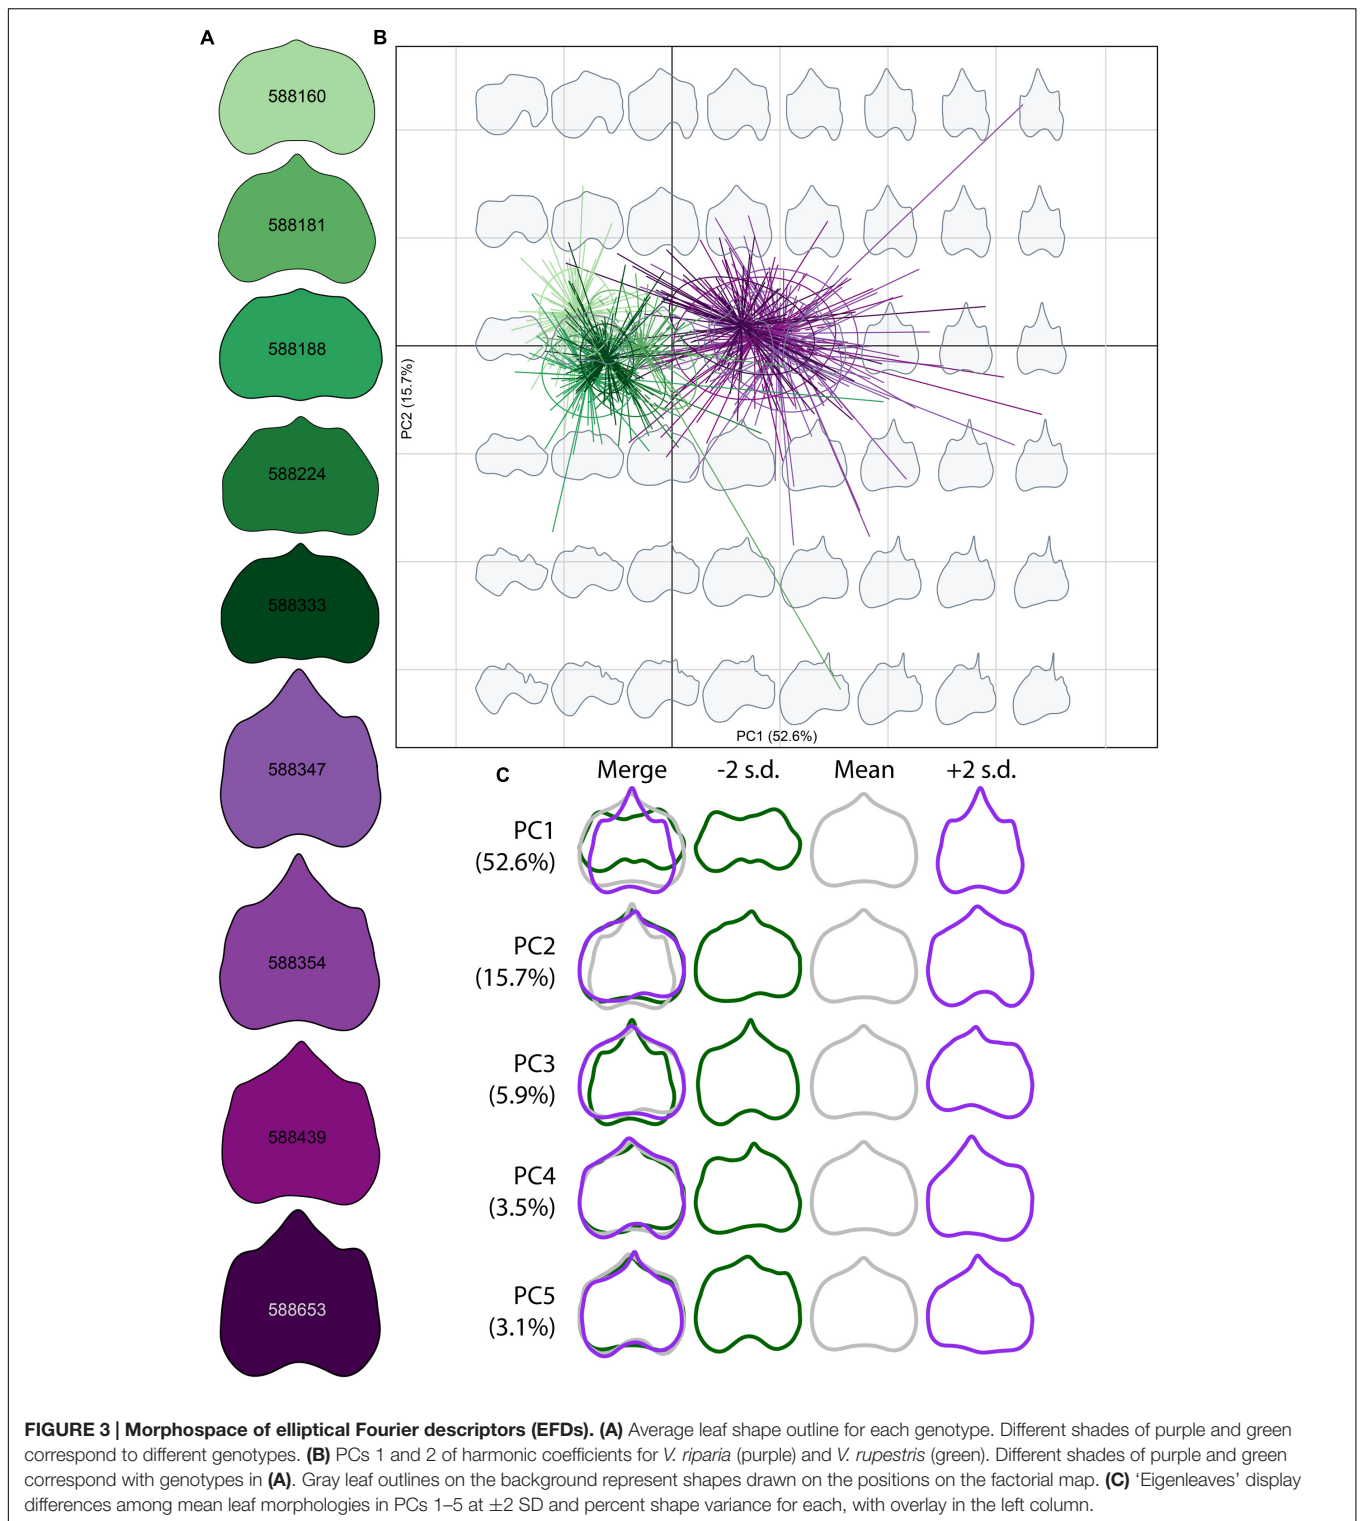 A
B
588160
588181
588188
588224
588333
588347
588354
588439
588653
PC2 (15.7%)
PC1 (52.6%)
C
Merge -2 s.d. Mean +2 s.d.
PC1
(52.6%)
PC2
(15.7%)
PC3
(5.9%)
PC4
(3.5%)
PC5
(3.1%)
FIGURE 3 | Morphospace of elliptical Fourier descriptors (EFDs). (A) Average leaf shape outline for each genotype. Different shades of purple and green
correspond to different genotypes. (B) PCs 1 and 2 of harmonic coefficients for V. riparia (purple) and V. rupestris (green). Different shades of purple and green
correspond with genotypes in (A). Gray leaf outlines on the background represent shapes drawn on the positions on the factorial map. (C) ‘Eigenleaves’ display
differences among mean leaf morphologies in PCs 1–5 at ±2 SD and percent shape variance for each, with overlay in the left column.